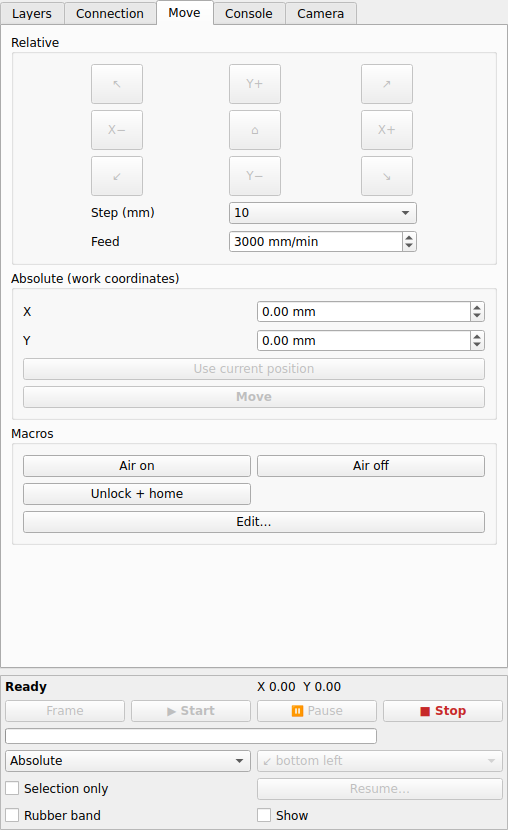 Layers Connection Move Console Camera
Relative
↖ Y+ ↗
X− ⌂ X+
↙ Y− ↘
Step (mm) 10
Feed 3000 mm/min
Absolute (work coordinates)
X 0.00 mm
Y 0.00 mm
Use current position
Move
Macros
Air on Air off
Unlock + home
Edit...
Ready X 0.00 Y 0.00
Frame ▶ Start ⏸ Pause ■ Stop
Absolute ↙ bottom left
Selection only Resume...
Rubber band Show